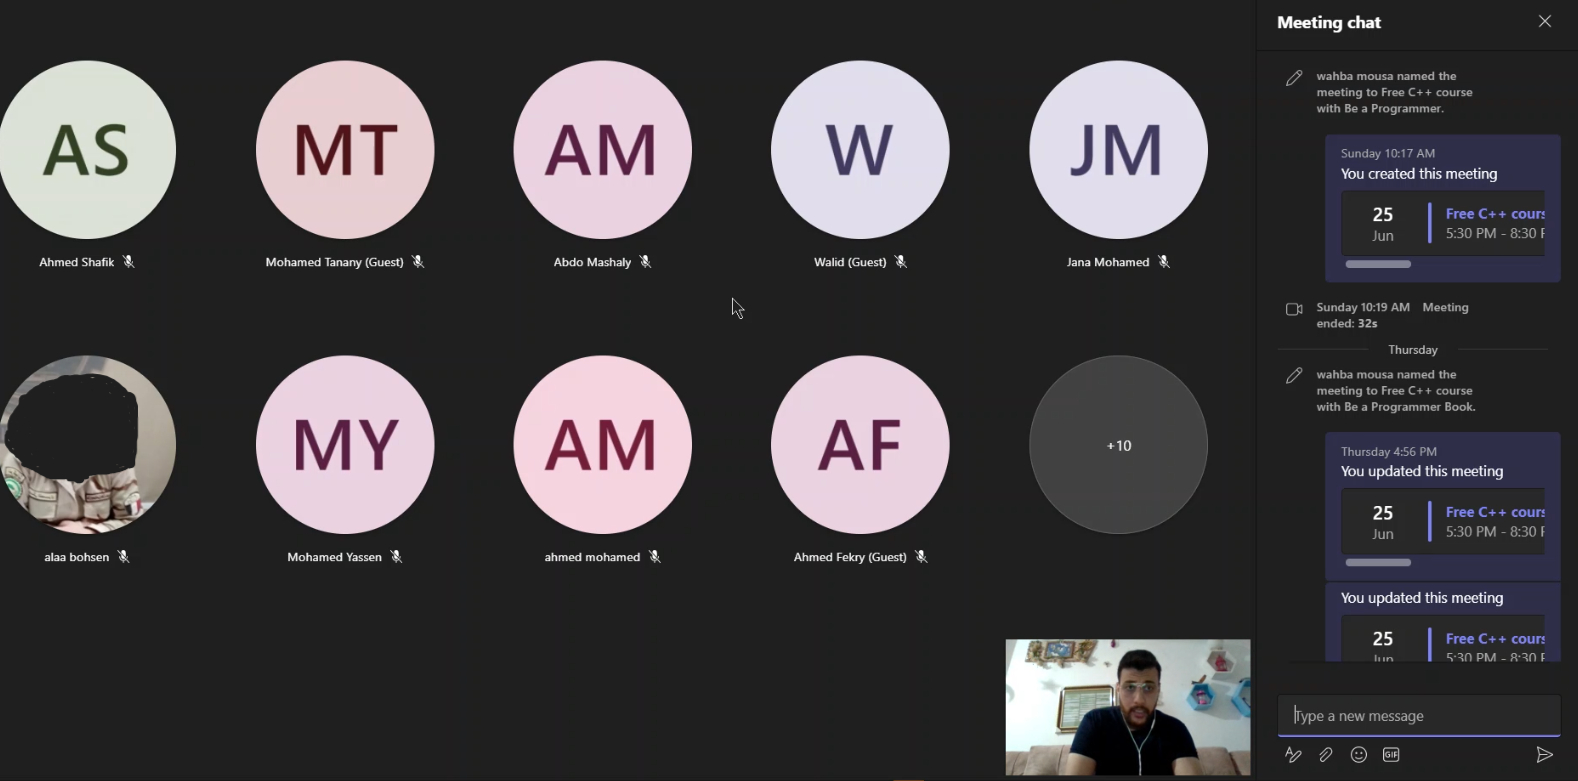 Meeting chat
AS
MT
AM
W
JM
Ahmed Shafik
Mohamed Tanany (Guest)
Abdo Mashaly
Walid (Guest)
Jana Mohamed
MY
AM
AF
+10
alaa bohsen
Mohamed Yassen
ahmed mohamed
Ahmed Fekry (Guest)
wahba mousa named the
meeting to Free C++ course
with Be a Programmer.
Sunday 10:17 AM
You created this meeting
25
Jun
Free C++ cours
5:30 PM - 8:30 P
Sunday 10:19 AM Meeting
ended: 32s
Thursday
wahba mousa named the
meeting to Free C++ course
with Be a Programmer Book.
Thursday 4:56 PM
You updated this meeting
25
Jun
Free C++ cours
5:30 PM - 8:30 P
You updated this meeting
25
Jun
Free C++ cours
5:30 PM - 8:30 P
Type a new message
GIF